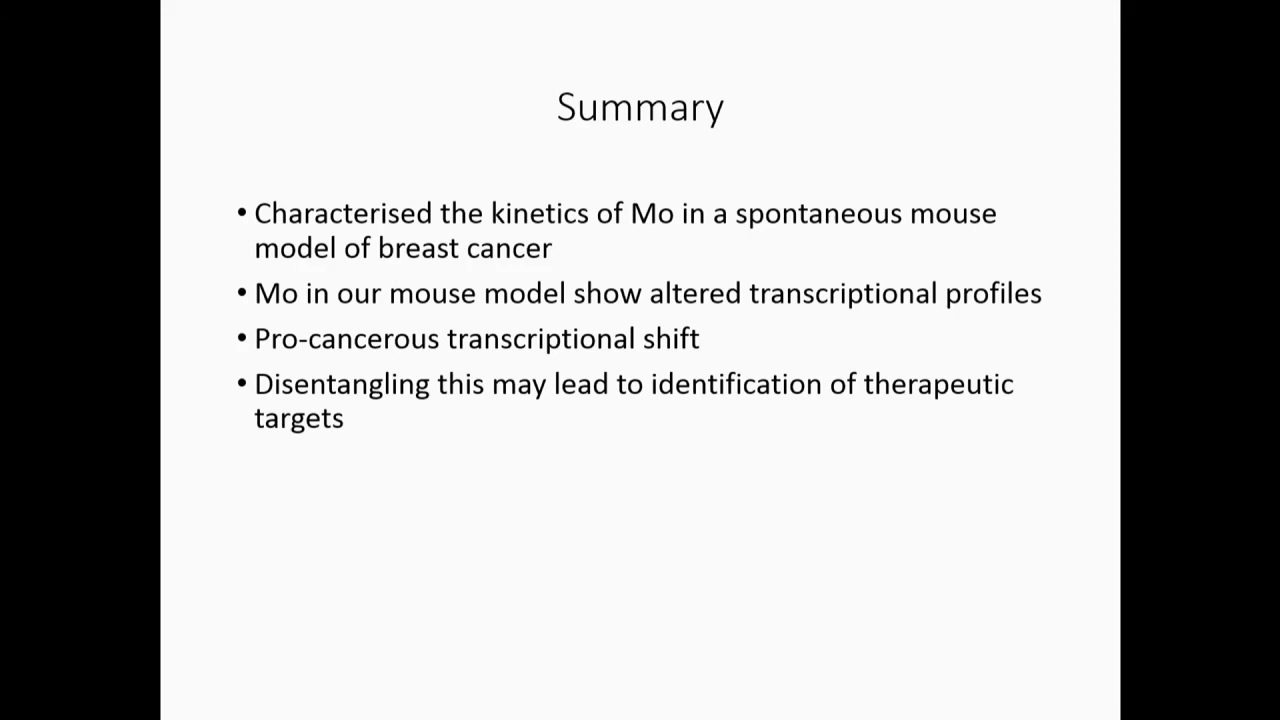 Summary
• Characterised the kinetics of Mo in a spontaneous mouse
model of breast cancer
• Mo in our mouse model show altered transcriptional profiles
• Pro-cancerous transcriptional shift
• Disentangling this may lead to identification of therapeutic
targets